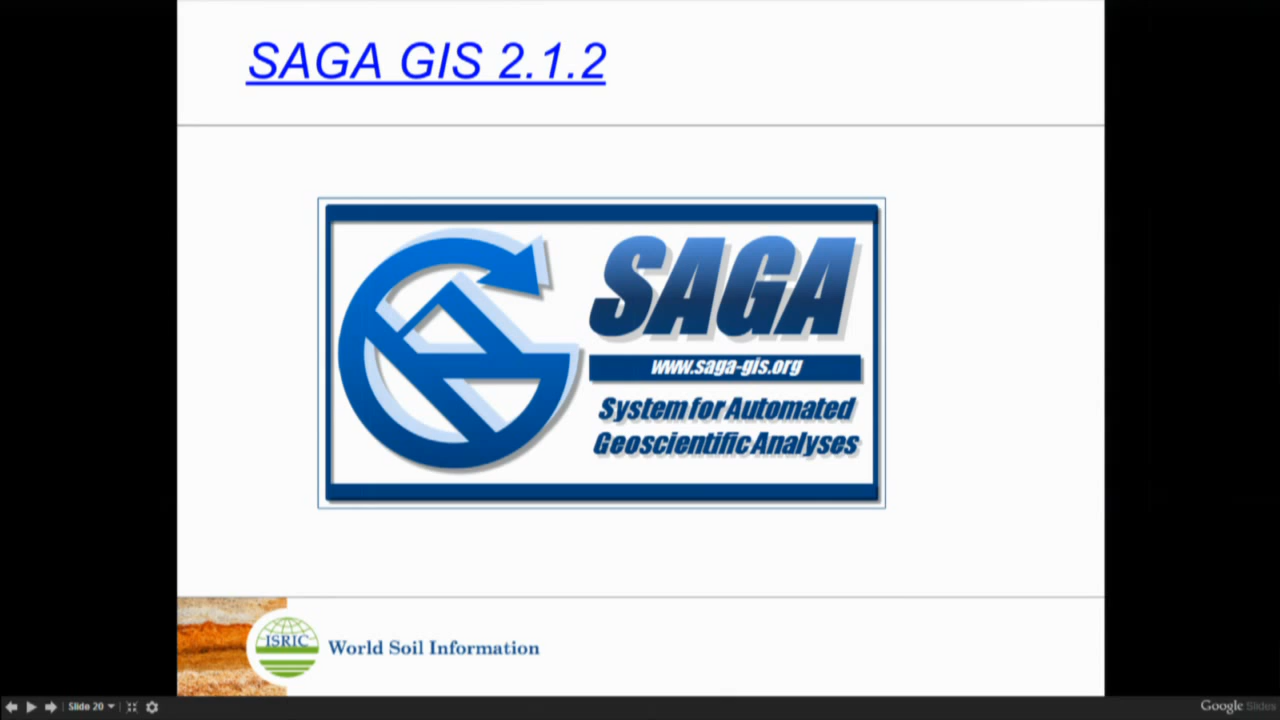 SAGA GIS 2.1.2
SAGA
www.saga-gis.org
System for Automated
Geoscientific Analyses
ISRIC
World Soil Information
Slide 20
Google Slides